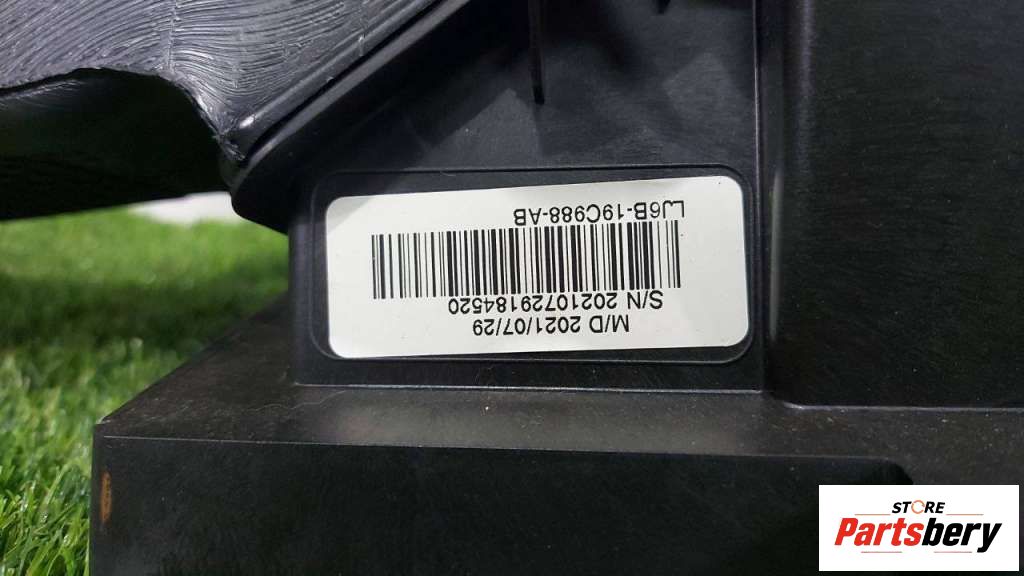 M/D 2021/07/29
S/N 20210729184520
LJ6B-19C988-AB
STORE
Partsbery